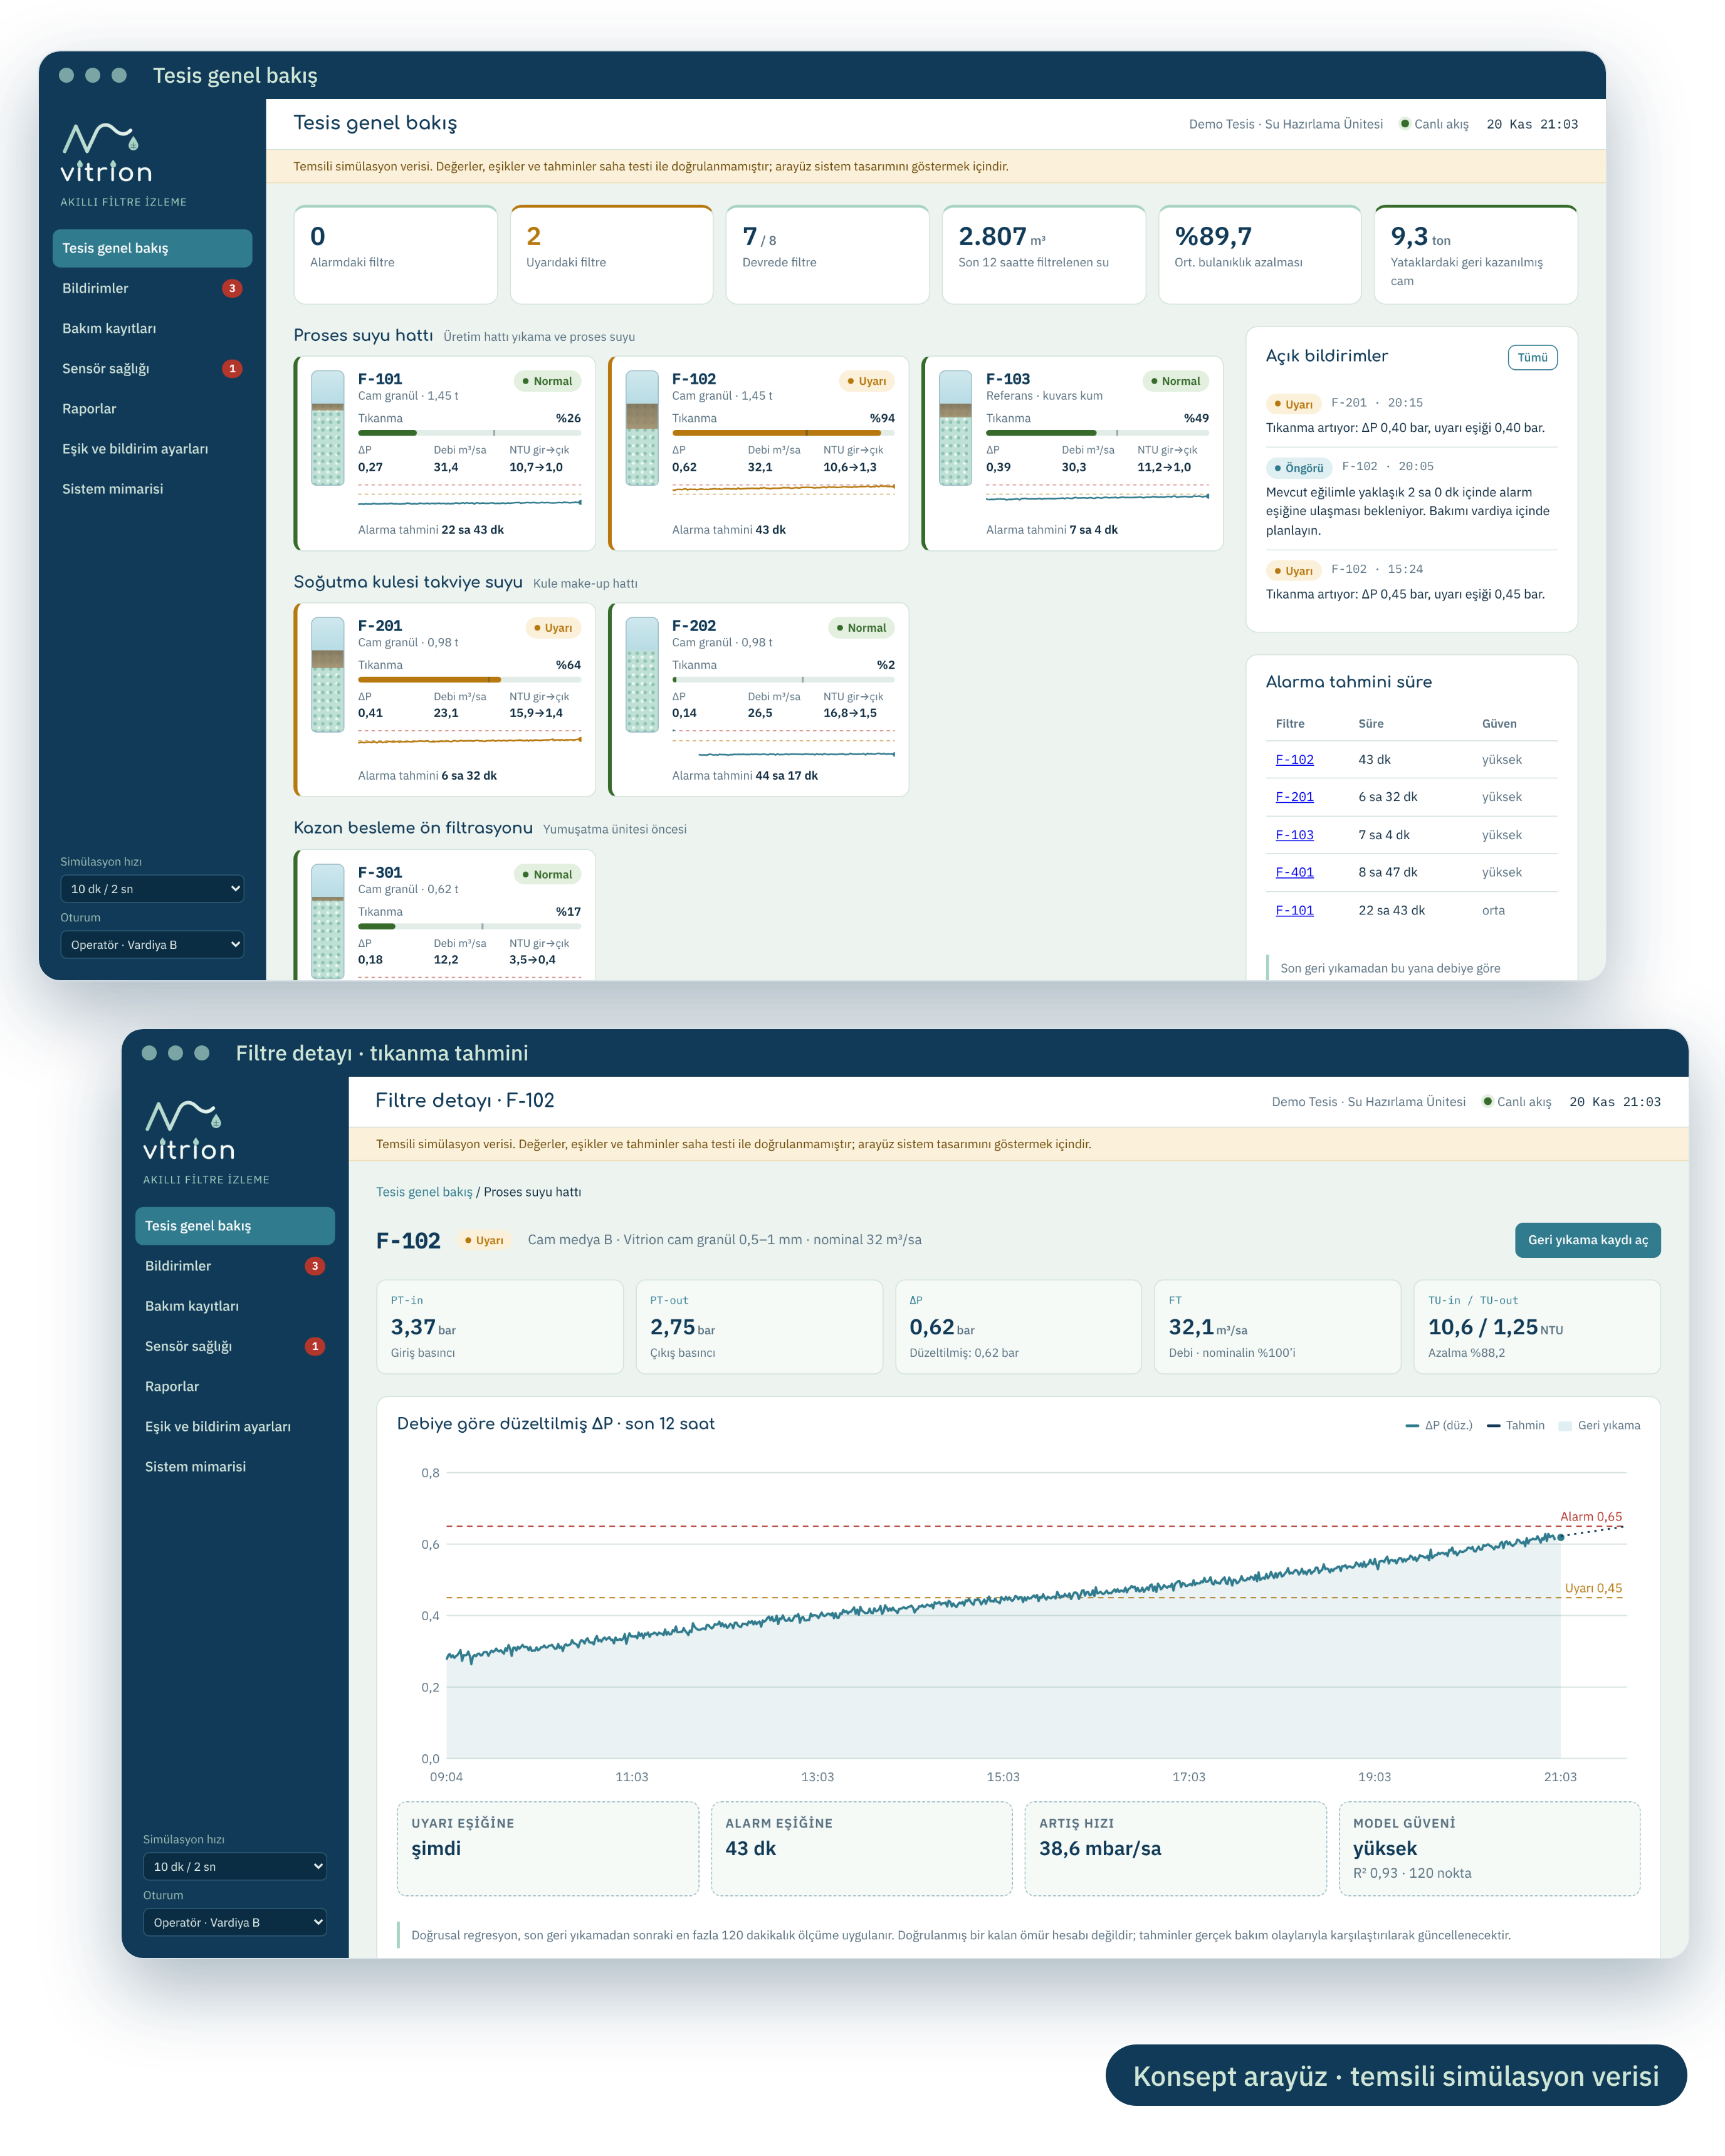 Tesis genel bakış
vitrion
AKILLI FİLTRE İZLEME
Tesis genel bakış
Bildirimler 3
Bakım kayıtları
Sensör sağlığı 1
Raporlar
Eşik ve bildirim ayarları
Sistem mimarisi
Simülasyon hızı
10 dk / 2 sn
Oturum
Operatör · Vardiya B
Tesis genel bakış
Demo Tesis · Su Hazırlama Ünitesi Canlı akış 20 Kas 21:03
Temsili simülasyon verisi. Değerler, eşikler ve tahminler saha testi ile doğrulanmamıştır; arayüz sistem tasarımını göstermek içindir.
0
Alarmdaki filtre
2
Uyarıdaki filtre
7 / 8
Devrede filtre
2.807 m³
Son 12 saatte filtrelenen su
%89,7
Ort. bulanıklık azalması
9,3 ton
Yataklardaki geri kazanılmış
cam
Proses suyu hattı Üretim hattı yıkama ve proses suyu
F-101 Normal
Cam granül · 1,45 t
Tıkanma %26
ΔP Debi m³/sa NTU gir→çık
0,27 31,4 10,7→1,0
Alarma tahmini 22 sa 43 dk
F-102 Uyarı
Cam granül · 1,45 t
Tıkanma %94
ΔP Debi m³/sa NTU gir→çık
0,62 32,1 10,6→1,3
Alarma tahmini 43 dk
F-103 Normal
Referans · kuvars kum
Tıkanma %49
ΔP Debi m³/sa NTU gir→çık
0,39 30,3 11,2→1,0
Alarma tahmini 7 sa 4 dk
Soğutma kulesi takviye suyu Kule make-up hattı
F-201 Uyarı
Cam granül · 0,98 t
Tıkanma %64
ΔP Debi m³/sa NTU gir→çık
0,41 23,1 15,9→1,4
Alarma tahmini 6 sa 32 dk
F-202 Normal
Cam granül · 0,98 t
Tıkanma %2
ΔP Debi m³/sa NTU gir→çık
0,14 26,5 16,8→1,5
Alarma tahmini 44 sa 17 dk
Kazan besleme ön filtrasyonu Yumuşatma ünitesi öncesi
F-301 Normal
Cam granül · 0,62 t
Tıkanma %17
ΔP Debi m³/sa NTU gir→çık
0,18 12,2 3,5→0,4
Açık bildirimler Tümü
Uyarı F-201 · 20:15
Tıkanma artıyor: ΔP 0,40 bar, uyarı eşiği 0,40 bar.
Öngörü F-102 · 20:05
Mevcut eğilimle yaklaşık 2 sa 0 dk içinde alarm
eşiğine ulaşması bekleniyor. Bakımı vardiya içinde
planlayın.
Uyarı F-102 · 15:24
Tıkanma artıyor: ΔP 0,45 bar, uyarı eşiği 0,45 bar.
Alarma tahmini süre
Filtre Süre Güven
F-102 43 dk yüksek
F-201 6 sa 32 dk yüksek
F-103 7 sa 4 dk yüksek
F-401 8 sa 47 dk yüksek
F-101 22 sa 43 dk orta
Son geri yıkamadan bu yana debiye göre
Filtre detayı · tıkanma tahmini
vitrion
AKILLI FİLTRE İZLEME
Tesis genel bakış
Bildirimler 3
Bakım kayıtları
Sensör sağlığı 1
Raporlar
Eşik ve bildirim ayarları
Sistem mimarisi
Simülasyon hızı
10 dk / 2 sn
Oturum
Operatör · Vardiya B
Filtre detayı · F-102
Demo Tesis · Su Hazırlama Ünitesi Canlı akış 20 Kas 21:03
Temsili simülasyon verisi. Değerler, eşikler ve tahminler saha testi ile doğrulanmamıştır; arayüz sistem tasarımını göstermek içindir.
Tesis genel bakış / Proses suyu hattı
F-102 Uyarı Cam medya B · Vitrion cam granül 0,5–1 mm · nominal 32 m³/sa
Geri yıkama kaydı aç
PT-in
3,37 bar
Giriş basıncı
PT-out
2,75 bar
Çıkış basıncı
ΔP
0,62 bar
Düzeltilmiş: 0,62 bar
FT
32,1 m³/sa
Debi · nominalin %100'i
TU-in / TU-out
10,6 / 1,25 NTU
Azalma %88,2
Debiye göre düzeltilmiş ΔP · son 12 saat
ΔP (düz.) Tahmin Geri yıkama
0,8
Alarm 0,65
0,6
Uyarı 0,45
0,4
0,2
0,0
09:04 11:03 13:03 15:03 17:03 19:03 21:03
UYARI EŞİĞİNE
şimdi
ALARM EŞİĞİNE
43 dk
ARTIŞ HIZI
38,6 mbar/sa
MODEL GÜVENİ
yüksek
R² 0,93 · 120 nokta
Doğrusal regresyon, son geri yıkamadan sonraki en fazla 120 dakikalık ölçüme uygulanır. Doğrulanmış bir kalan ömür hesabı değildir; tahminler gerçek bakım olaylarıyla karşılaştırılarak güncellenecektir.
Konsept arayüz · temsili simülasyon verisi